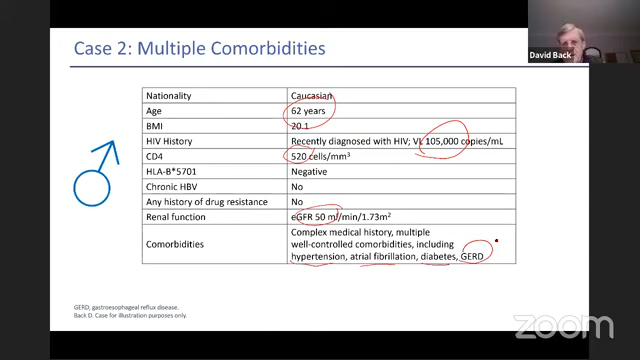 Case 2: Multiple Comorbidities
David Back
Nationality Caucasian
Age 62 years
BMI 20.1
HIV History Recently diagnosed with HIV; VL 105,000 copies/mL
CD4 520 cells/mm³
HLA-B*5701 Negative
Chronic HBV No
Any history of drug resistance No
Renal function eGFR 50 ml/min/1.73m²
Comorbidities Complex medical history, multiple
well-controlled comorbidities, including
hypertension, atrial fibrillation, diabetes, GERD
GERD, gastroesophageal reflux disease.
Back D. Case for illustration purposes only.
zoom